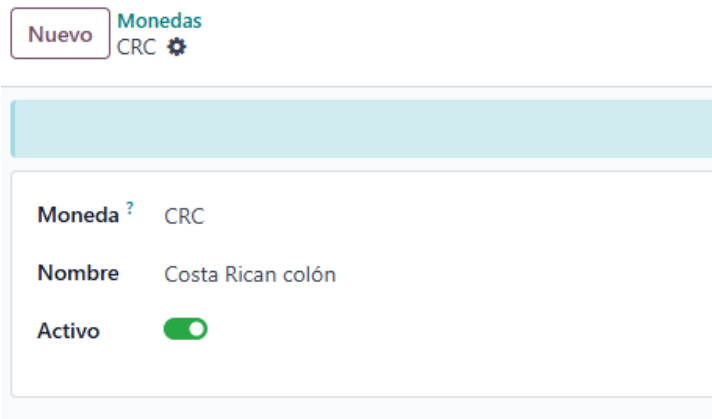 Nuevo
Monedas
CRC
Moneda ?
CRC
Nombre
Costa Rican colón
Activo